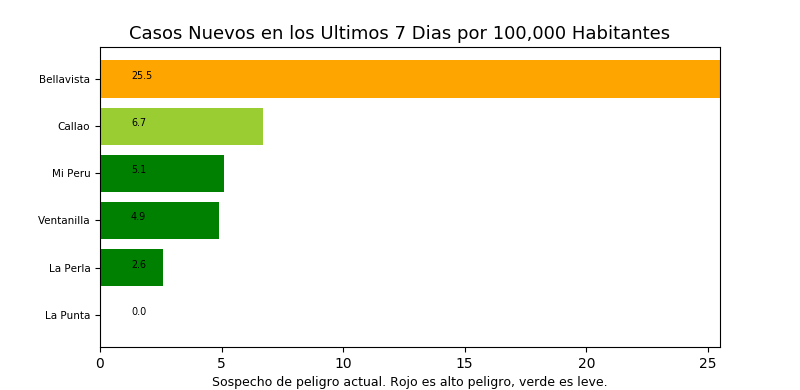 Casos Nuevos en los Ultimos 7 Dias por 100,000 Habitantes
Bellavista 25.5
Callao 6.7
Mi Peru 5.1
Ventanilla 4.9
La Perla 2.6
La Punta 0.0
0 5 10 15 20 25
Sospecho de peligro actual. Rojo es alto peligro, verde es leve.